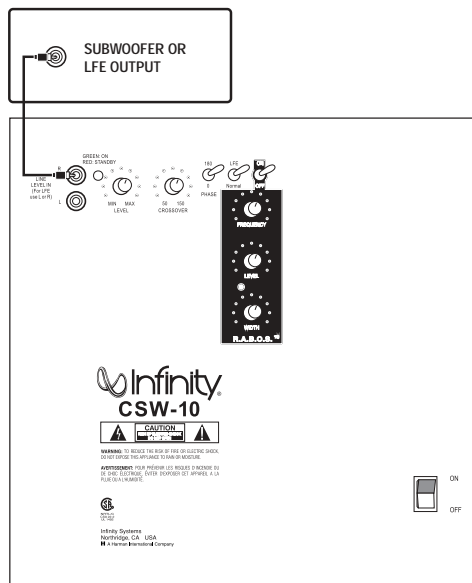 SUBWOOFER OR
LFE OUTPUT
GREEN: ON
RED: STANDBY
R
LINE
LEVEL IN
(For LFE
use L or R)
L
MIN MAX
LEVEL
50 150
CROSSOVER
180
0
PHASE
LFE
Normal
OFF
FREQUENCY
LEVEL
WIDTH
R.A.B.O.S.
Infinity
CSW-10
CAUTION
WARNING: TO REDUCE THE RISK OF FIRE OR ELECTRIC SHOCK,
DO NOT EXPOSE THIS APPLIANCE TO RAIN OR MOISTURE.
AVERTISSEMENT: POUR PRÉVENIR LES RISQUES D'INCENDIE OU
DE CHOC ÉLECTRIQUE, ÉVITER D'EXPOSER CET APPAREIL A LA
PLUIE OU A L'HUMIDITÉ.
Infinity Systems
Northridge, CA USA
H A Harman International Company
ON
OFF